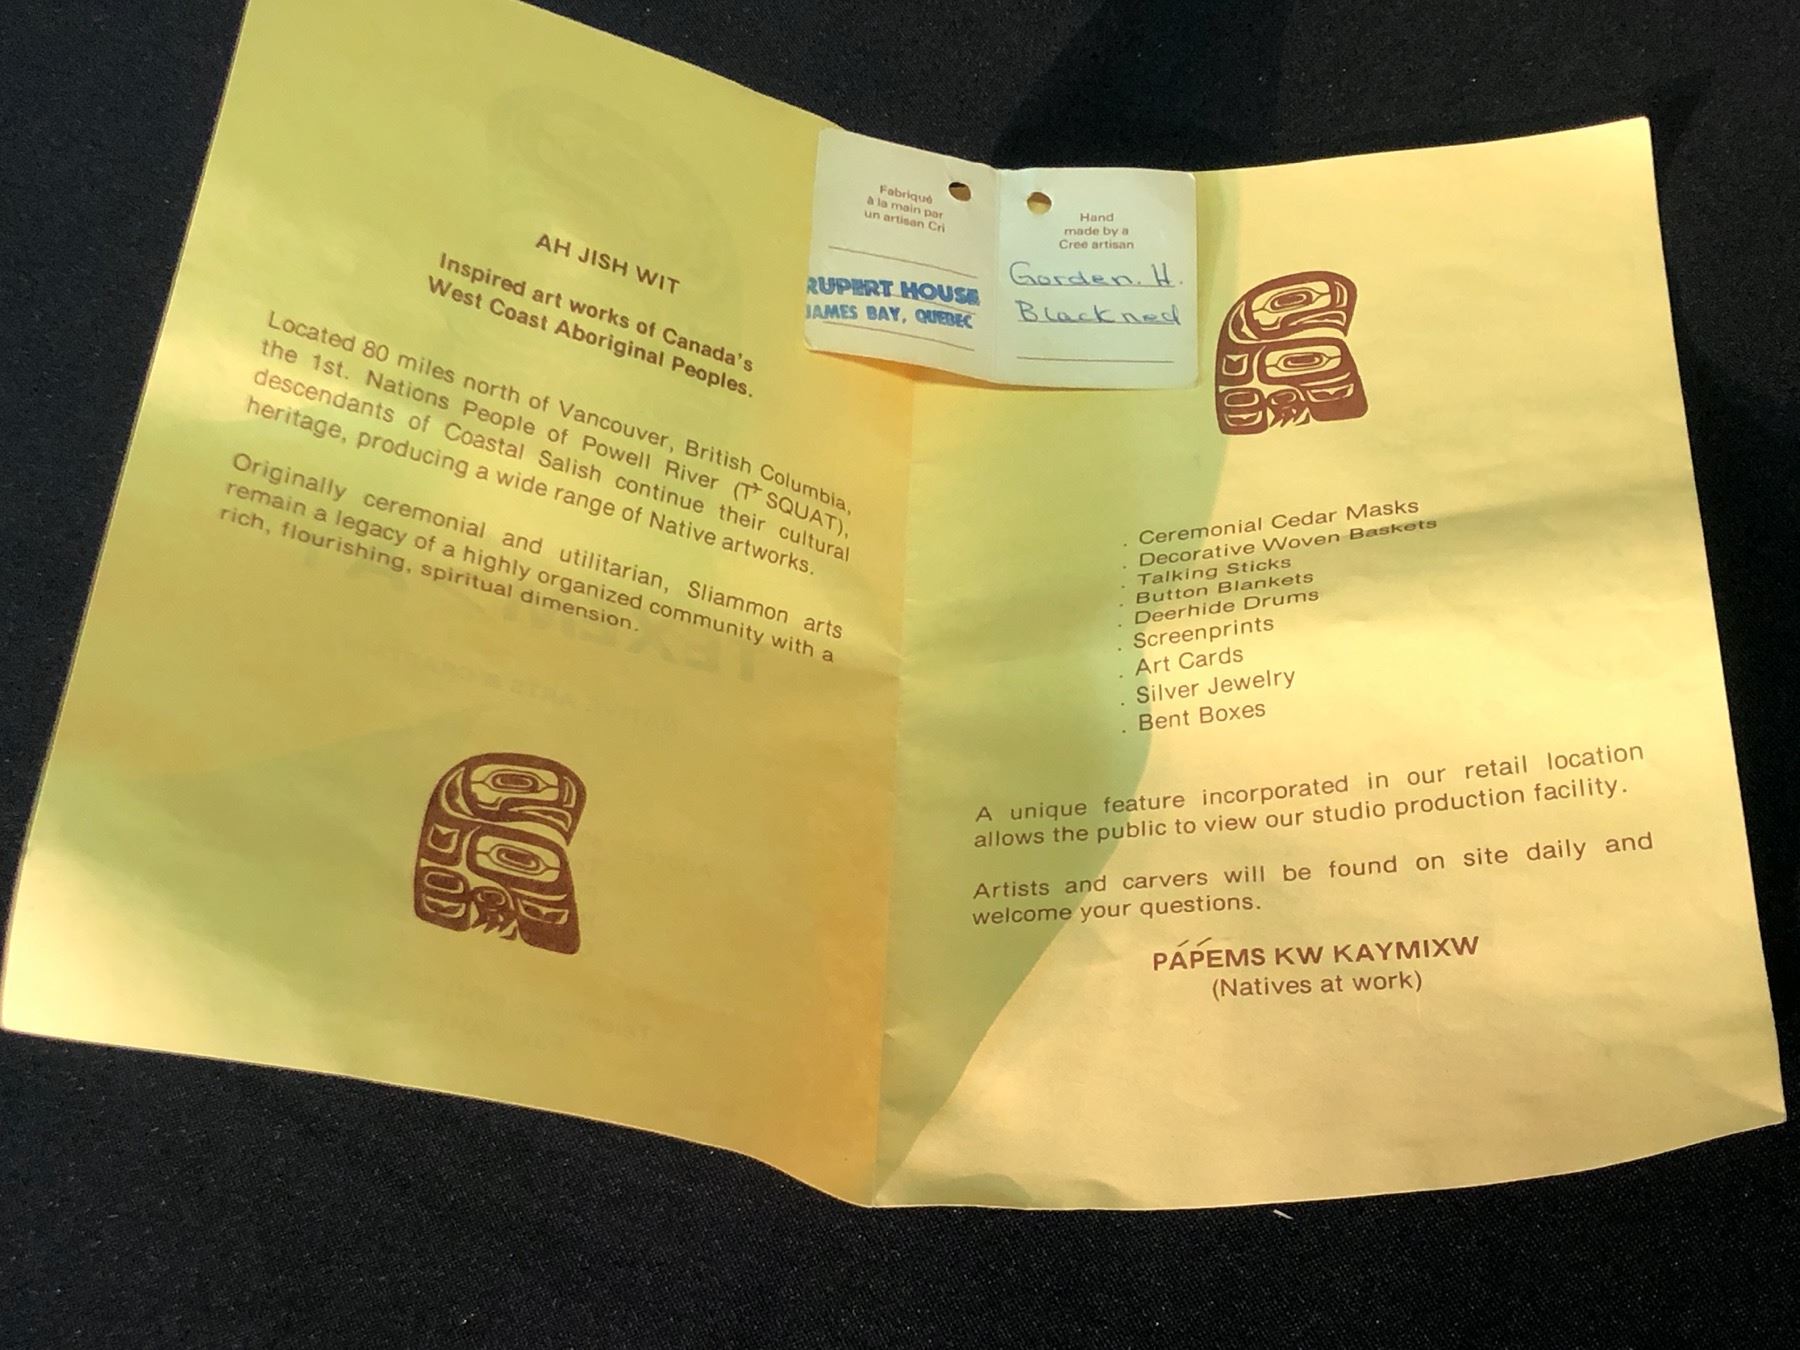 AH JISH WIT
Inspired art works of Canada's
West Coast Aboriginal Peoples.
Located 80 miles north of Vancouver, British Columbia,
the 1st. Nations People of Powell River (T→SQUAT),
descendants of Coastal Salish continue their cultural
heritage, producing a wide range of Native artworks.
Originally ceremonial and utilitarian, Sliammon arts
remain a legacy of a highly organized community with a
rich, flourishing, spiritual dimension.
Fabriqué
à la main par
un artisan Cri
RUPERT HOUSE
JAMES BAY, QUEBEC
Hand
made by a
Cree artisan
Gorden. H.
Blackned
. Ceremonial Cedar Masks
. Decorative Woven Baskets
. Talking Sticks
. Button Blankets
. Deerhide Drums
. Screenprints
. Art Cards
. Silver Jewelry
. Bent Boxes
A unique feature incorporated in our retail location
allows the public to view our studio production facility.
Artists and carvers will be found on site daily and
welcome your questions.
PÁPÉMS KW KAYMIXW
(Natives at work)